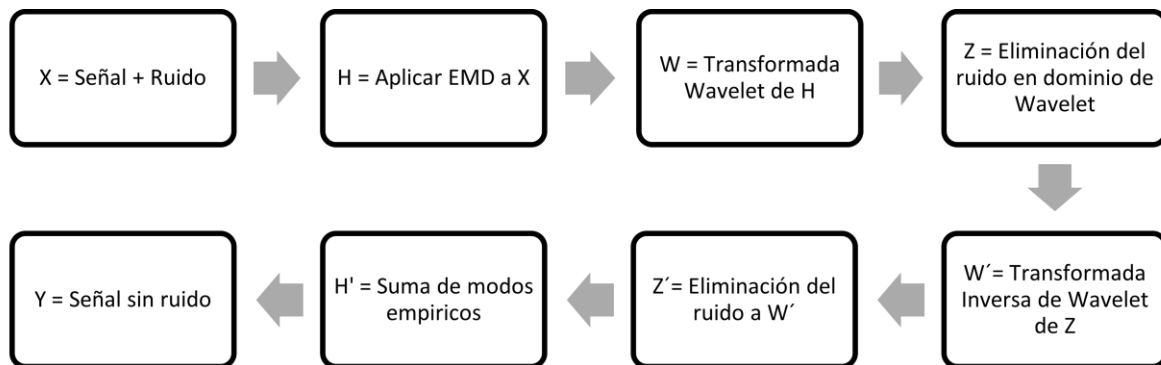 X = Señal + Ruido
H = Aplicar EMD a X
W = Transformada
Wavelet de H
Z = Eliminación del
ruido en dominio de
Wavelet
W´= Transformada
Inversa de Wavelet
de Z
Z´= Eliminación del
ruido a W´
H' = Suma de modos
empiricos
Y = Señal sin ruido